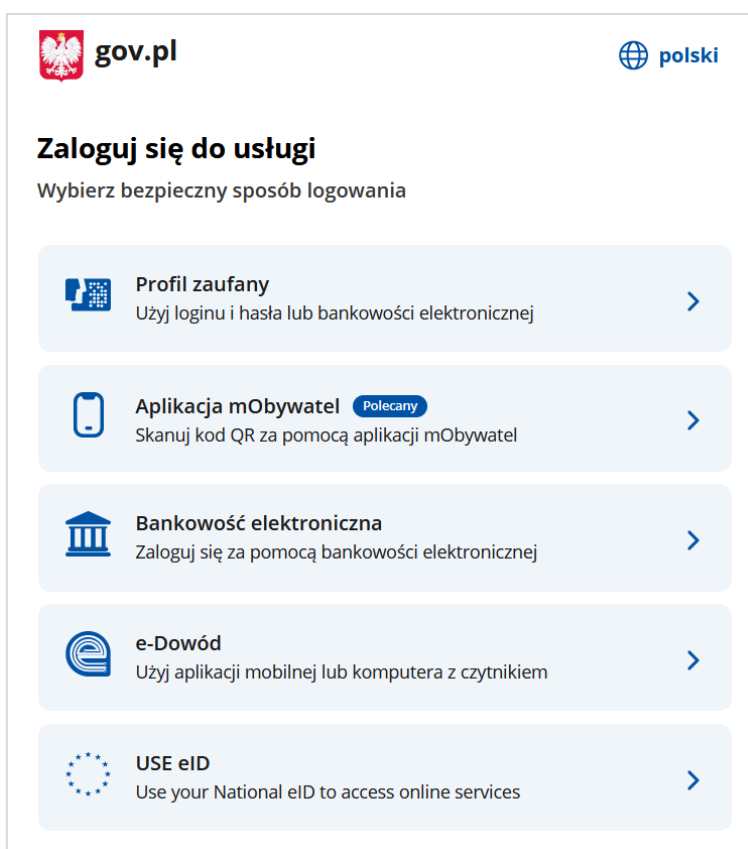 gov.pl
polski
Zaloguj się do usługi
Wybierz bezpieczny sposób logowania
Profil zaufany
Użyj loginu i hasła lub bankowości elektronicznej
Aplikacja mObywatel Polecany
Skanuj kod QR za pomocą aplikacji mObywatel
Bankowość elektroniczna
Zaloguj się za pomocą bankowości elektronicznej
e-Dowód
Użyj aplikacji mobilnej lub komputera z czytnikiem
USE eID
Use your National eID to access online services